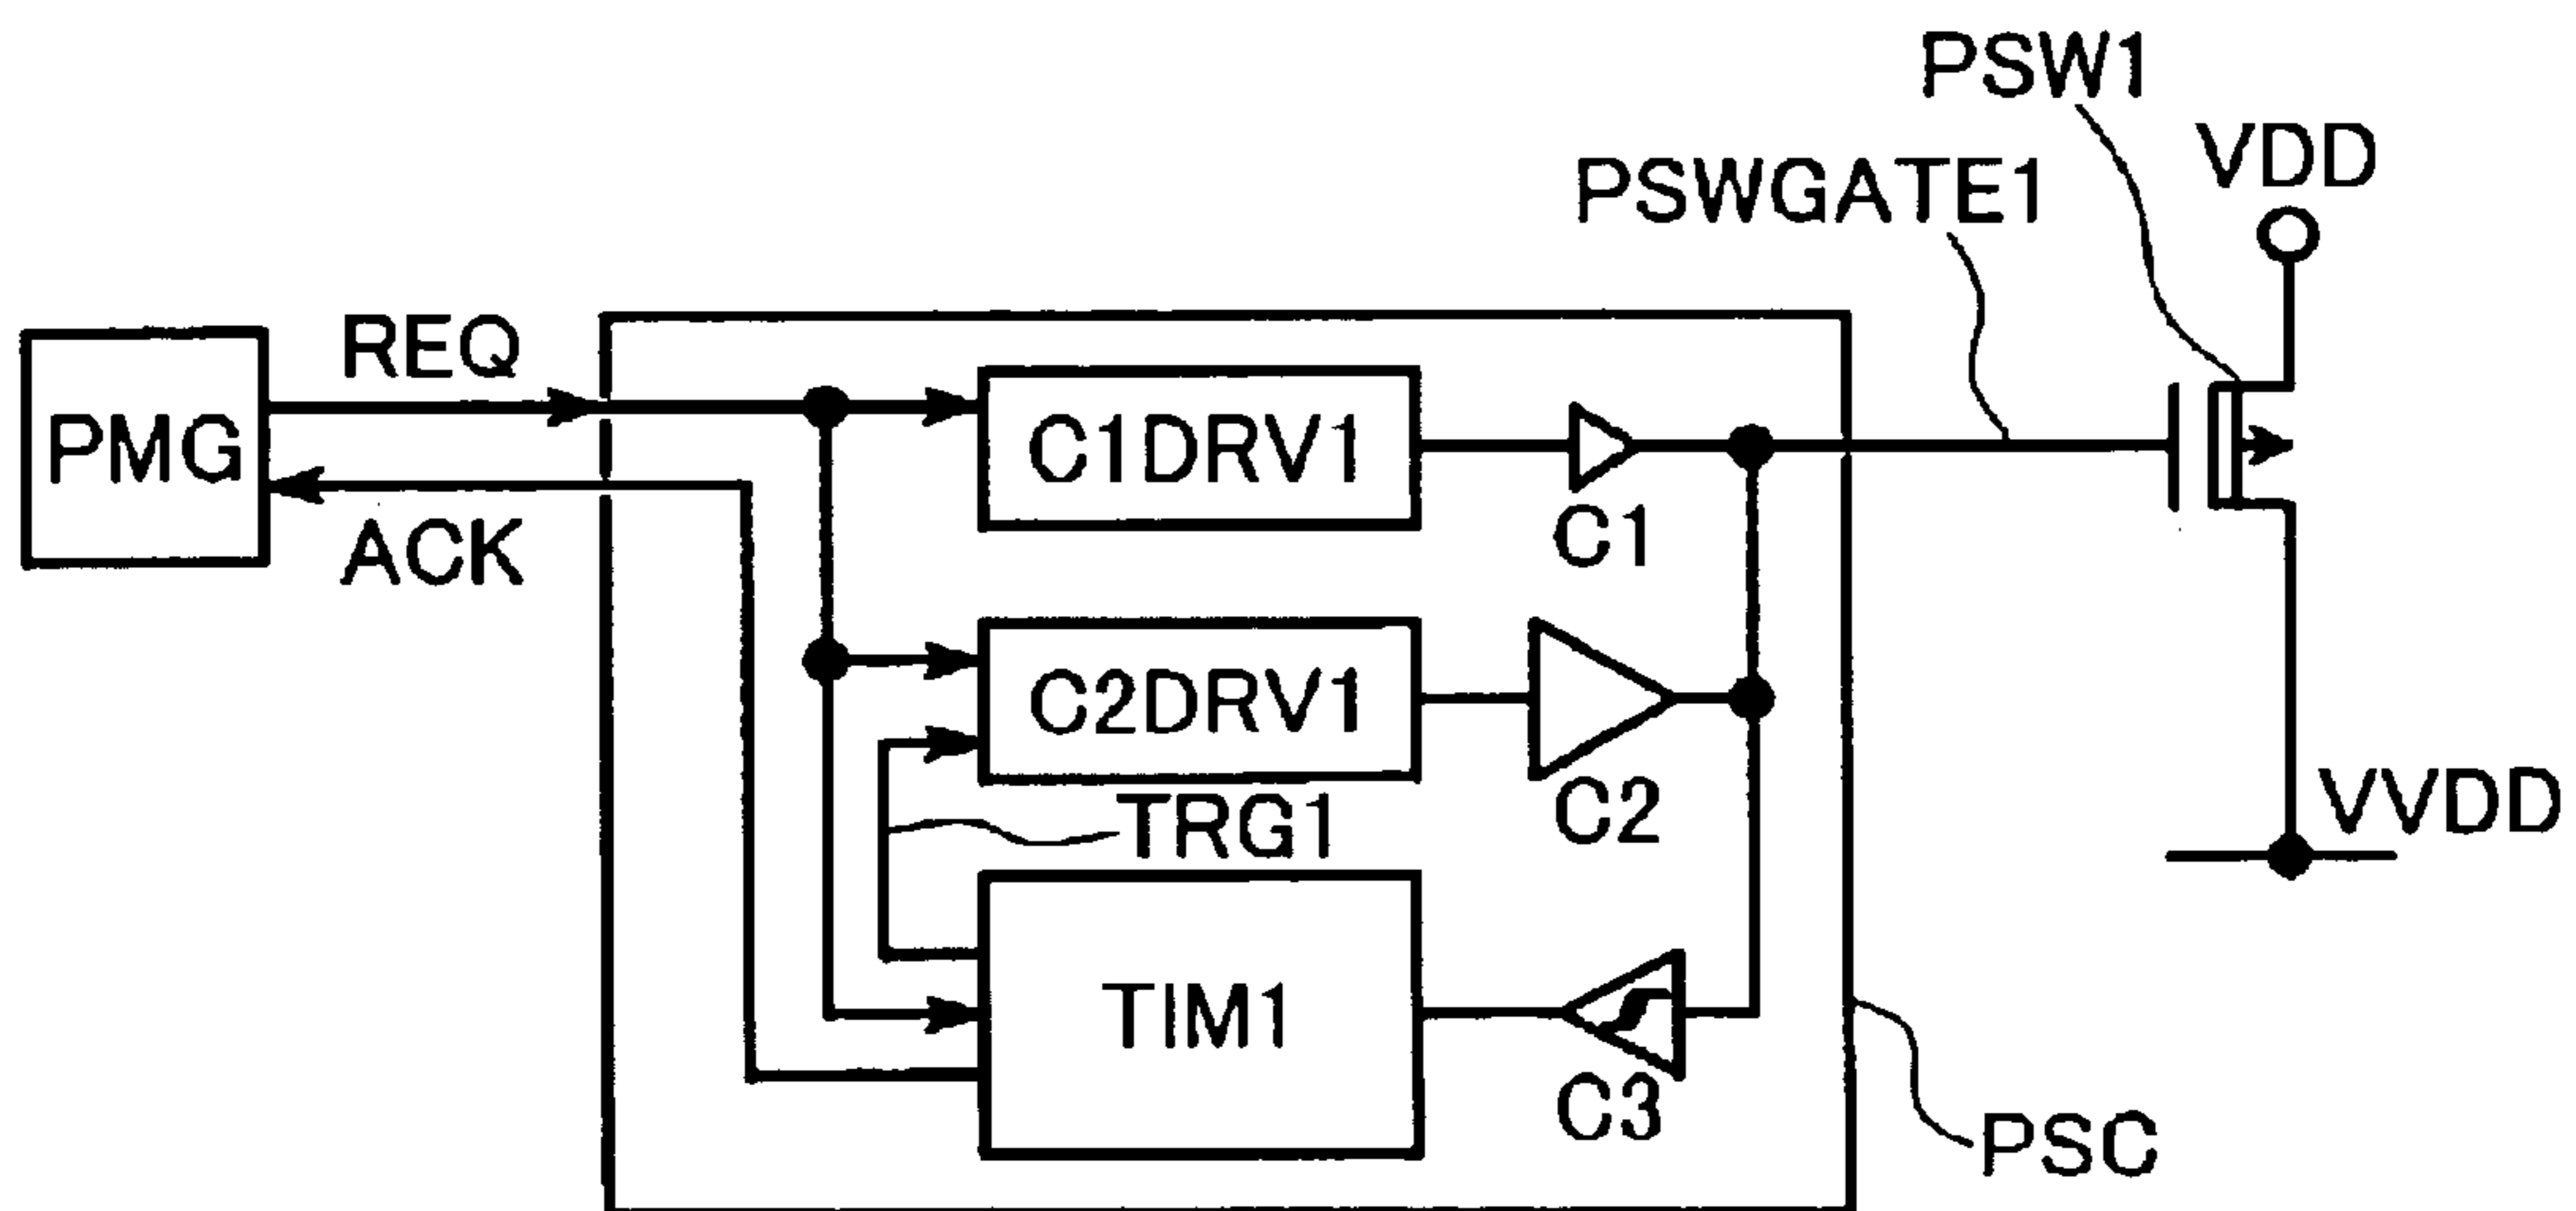 PSW1
VDD
PSWGATE1
REQ
PMG
C1DRV1
C1
ACK
C2DRV1
C2
VVDD
TRG1
TIM1
C3
PSC